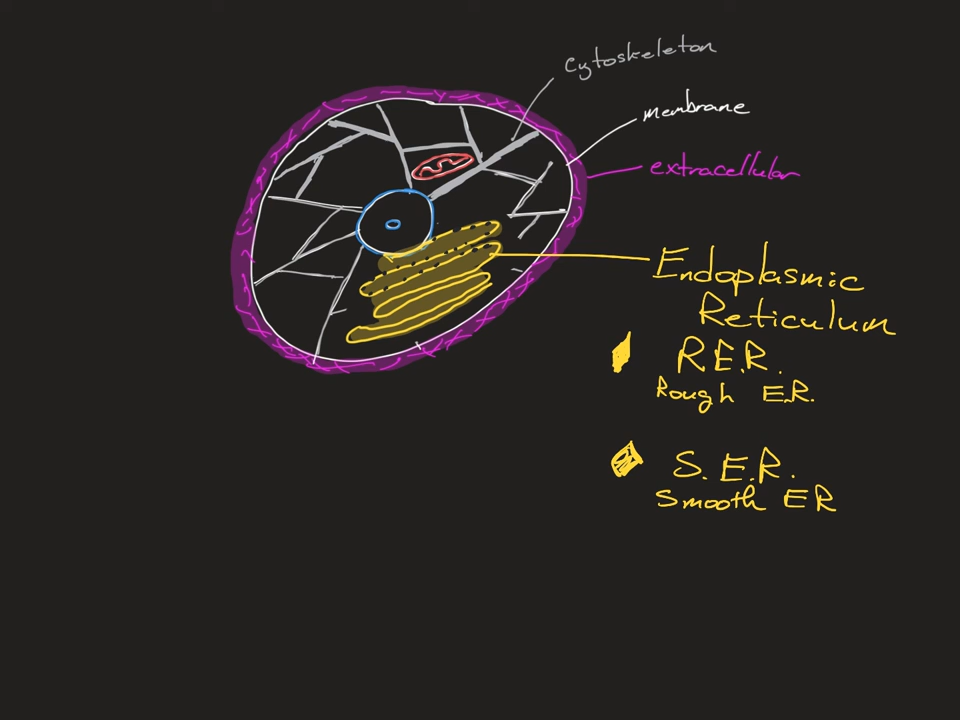 cytoskeleton
membrane
extracellular
Endoplasmic
Reticulum
R.E.R.
Rough E.R.
S.E.R.
Smooth ER